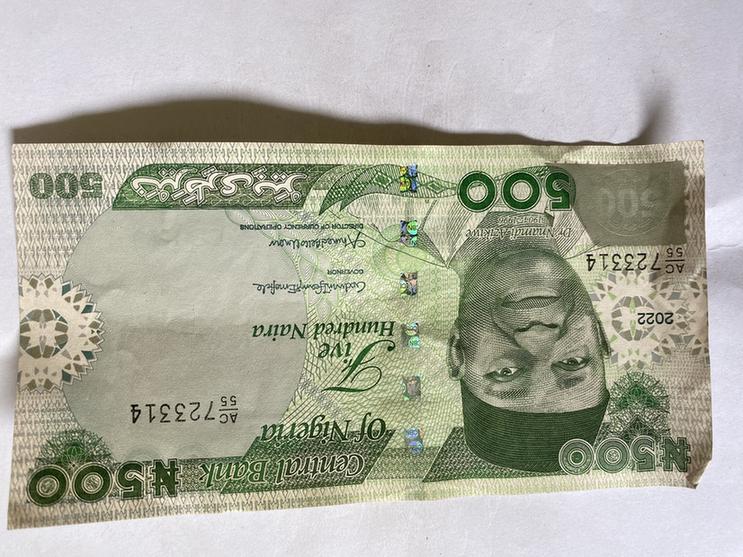 ₦500
Central Bank
Of Nigeria
₦500
AC
55 723314
Five
Hundred Naira
2022
GOVERNOR
DIRECTOR OF CURRENCY OPERATIONS
AC
55 723314
Dr Nnamdi Azikiwe
1904-1996
500
500
500